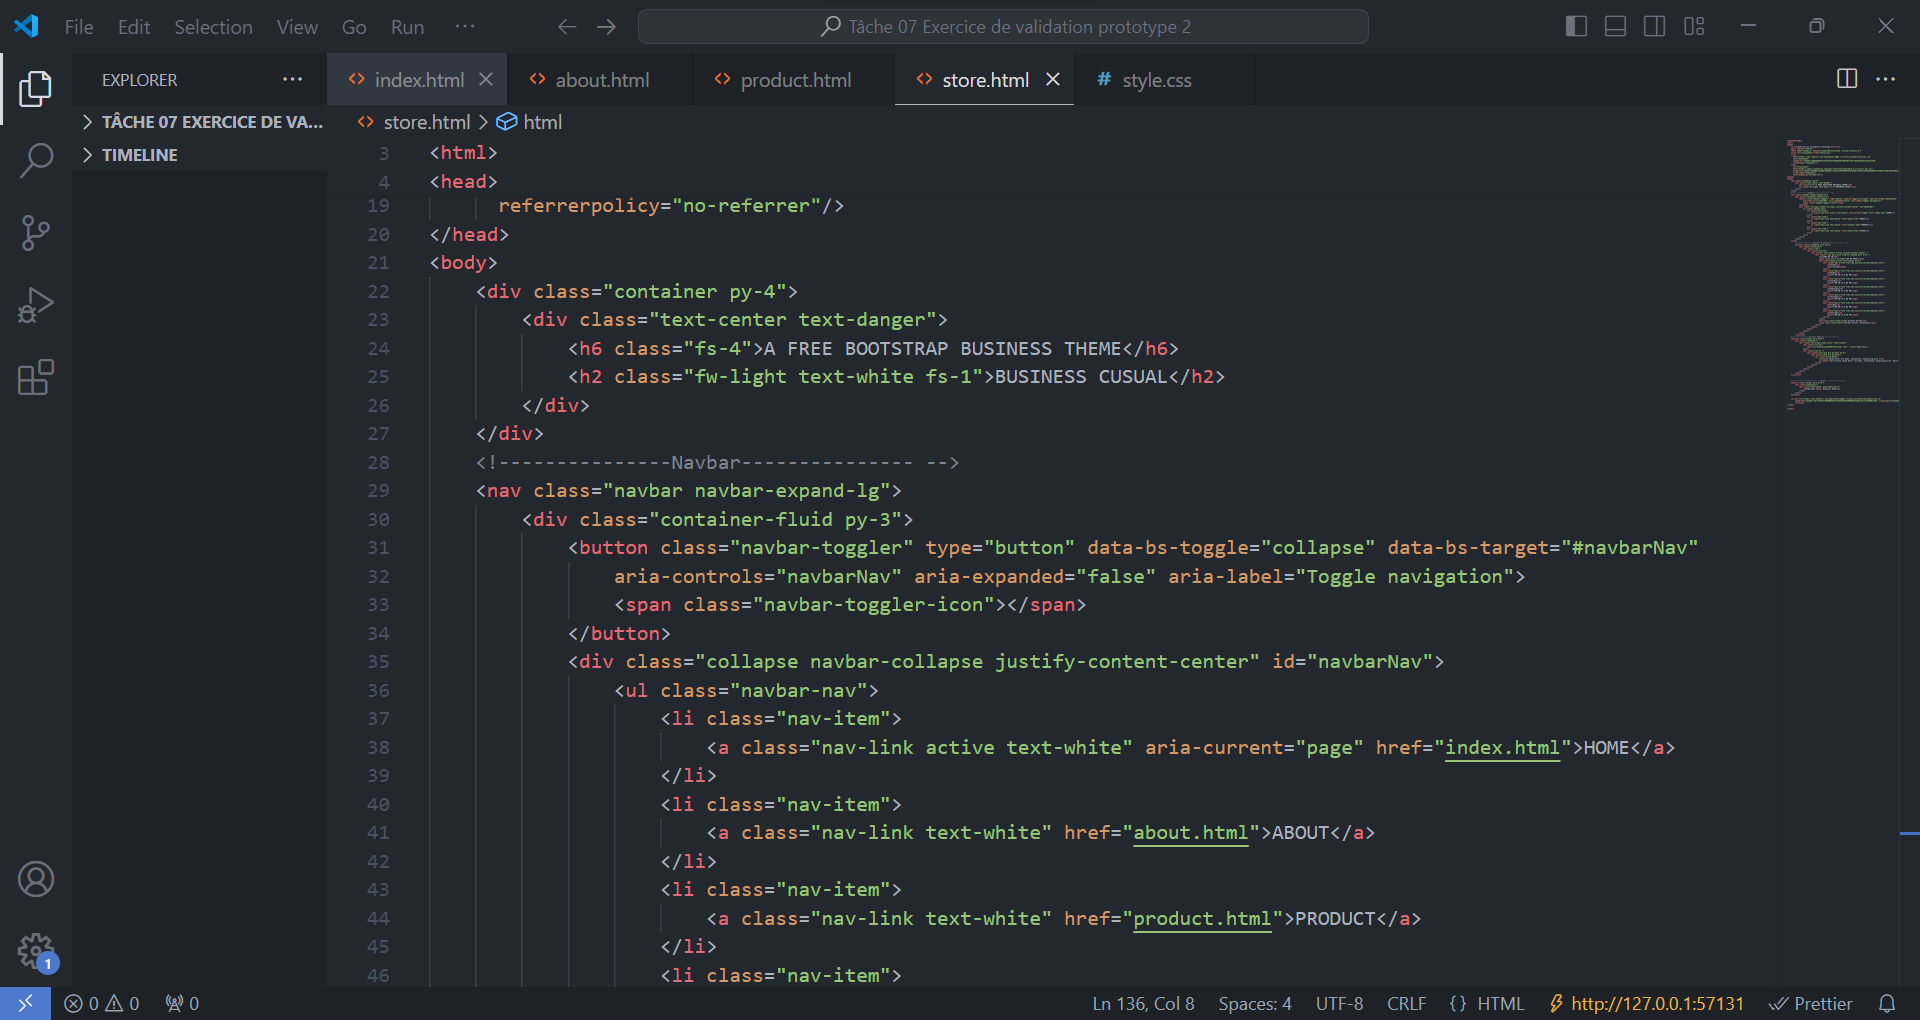 File Edit Selection View Go Run ··· Tâche 07 Exercice de validation prototype 2
EXPLORER ··· index.html about.html product.html store.html # style.css
TÂCHE 07 EXERCICE DE VA...
TIMELINE
store.html > html
3 <html>
4 <head>
19 referrerpolicy="no-referrer"/>
20 </head>
21 <body>
22 <div class="container py-4">
23 <div class="text-center text-danger">
24 <h6 class="fs-4">A FREE BOOTSTRAP BUSINESS THEME</h6>
25 <h2 class="fw-light text-white fs-1">BUSINESS CUSUAL</h2>
26 </div>
27 </div>
28 <!---------------Navbar--------------- -->
29 <nav class="navbar navbar-expand-lg">
30 <div class="container-fluid py-3">
31 <button class="navbar-toggler" type="button" data-bs-toggle="collapse" data-bs-target="#navbarNav"
32 aria-controls="navbarNav" aria-expanded="false" aria-label="Toggle navigation">
33 <span class="navbar-toggler-icon"></span>
34 </button>
35 <div class="collapse navbar-collapse justify-content-center" id="navbarNav">
36 <ul class="navbar-nav">
37 <li class="nav-item">
38 <a class="nav-link active text-white" aria-current="page" href="index.html">HOME</a>
39 </li>
40 <li class="nav-item">
41 <a class="nav-link text-white" href="about.html">ABOUT</a>
42 </li>
43 <li class="nav-item">
44 <a class="nav-link text-white" href="product.html">PRODUCT</a>
45 </li>
46 <li class="nav-item">
1
0 0 0 Ln 136, Col 8 Spaces: 4 UTF-8 CRLF {} HTML http://127.0.0.1:57131 Prettier